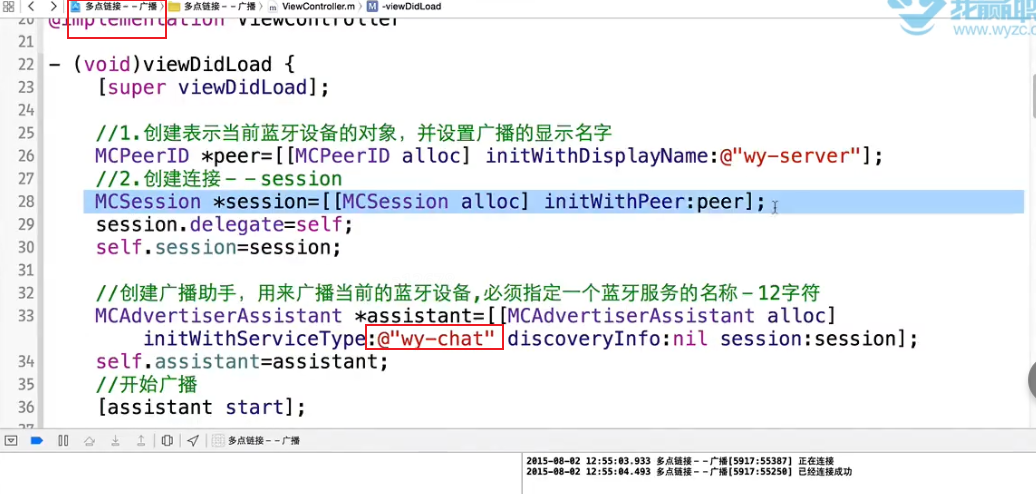 多点链接--广播 〉 多点链接--广播 〉 ViewController.m 〉 M -viewDidLoad
www.wyzc.c
20 @implementation ViewController
21
22 - (void)viewDidLoad {
23 [super viewDidLoad];
24
25 //1.创建表示当前蓝牙设备的对象，并设置广播的显示名字
26 MCPeerID *peer=[[MCPeerID alloc] initWithDisplayName:@"wy-server"];
27 //2.创建连接--session
28 MCSession *session=[[MCSession alloc] initWithPeer:peer];
29 session.delegate=self;
30 self.session=session;
31
32 //创建广播助手，用来广播当前的蓝牙设备,必须指定一个蓝牙服务的名称-12字符
33 MCAdvertiserAssistant *assistant=[[MCAdvertiserAssistant alloc]
initWithServiceType:@"wy-chat" discoveryInfo:nil session:session];
34 self.assistant=assistant;
35 //开始广播
36 [assistant start];
多点链接--广播
2015-08-02 12:55:03.933 多点链接--广播[5917:55387] 正在连接
2015-08-02 12:55:04.493 多点链接--广播[5917:55250] 已经连接成功